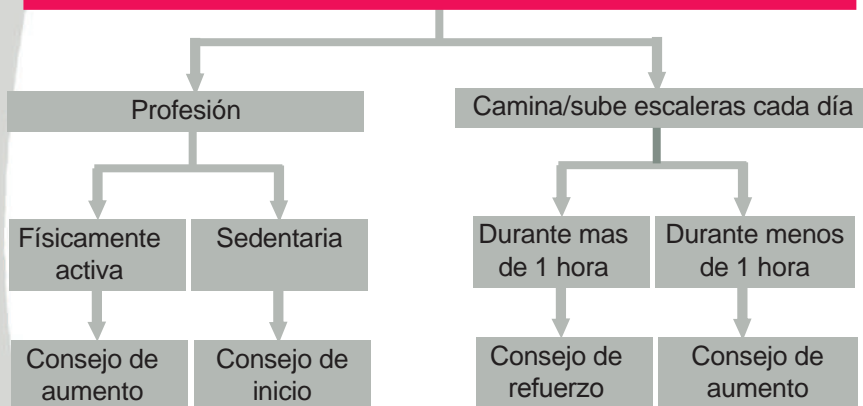 Profesión
Camina/sube escaleras cada día
Físicamente
activa
Sedentaria
Durante mas
de 1 hora
Durante menos
de 1 hora
Consejo de
aumento
Consejo de
inicio
Consejo de
refuerzo
Consejo de
aumento